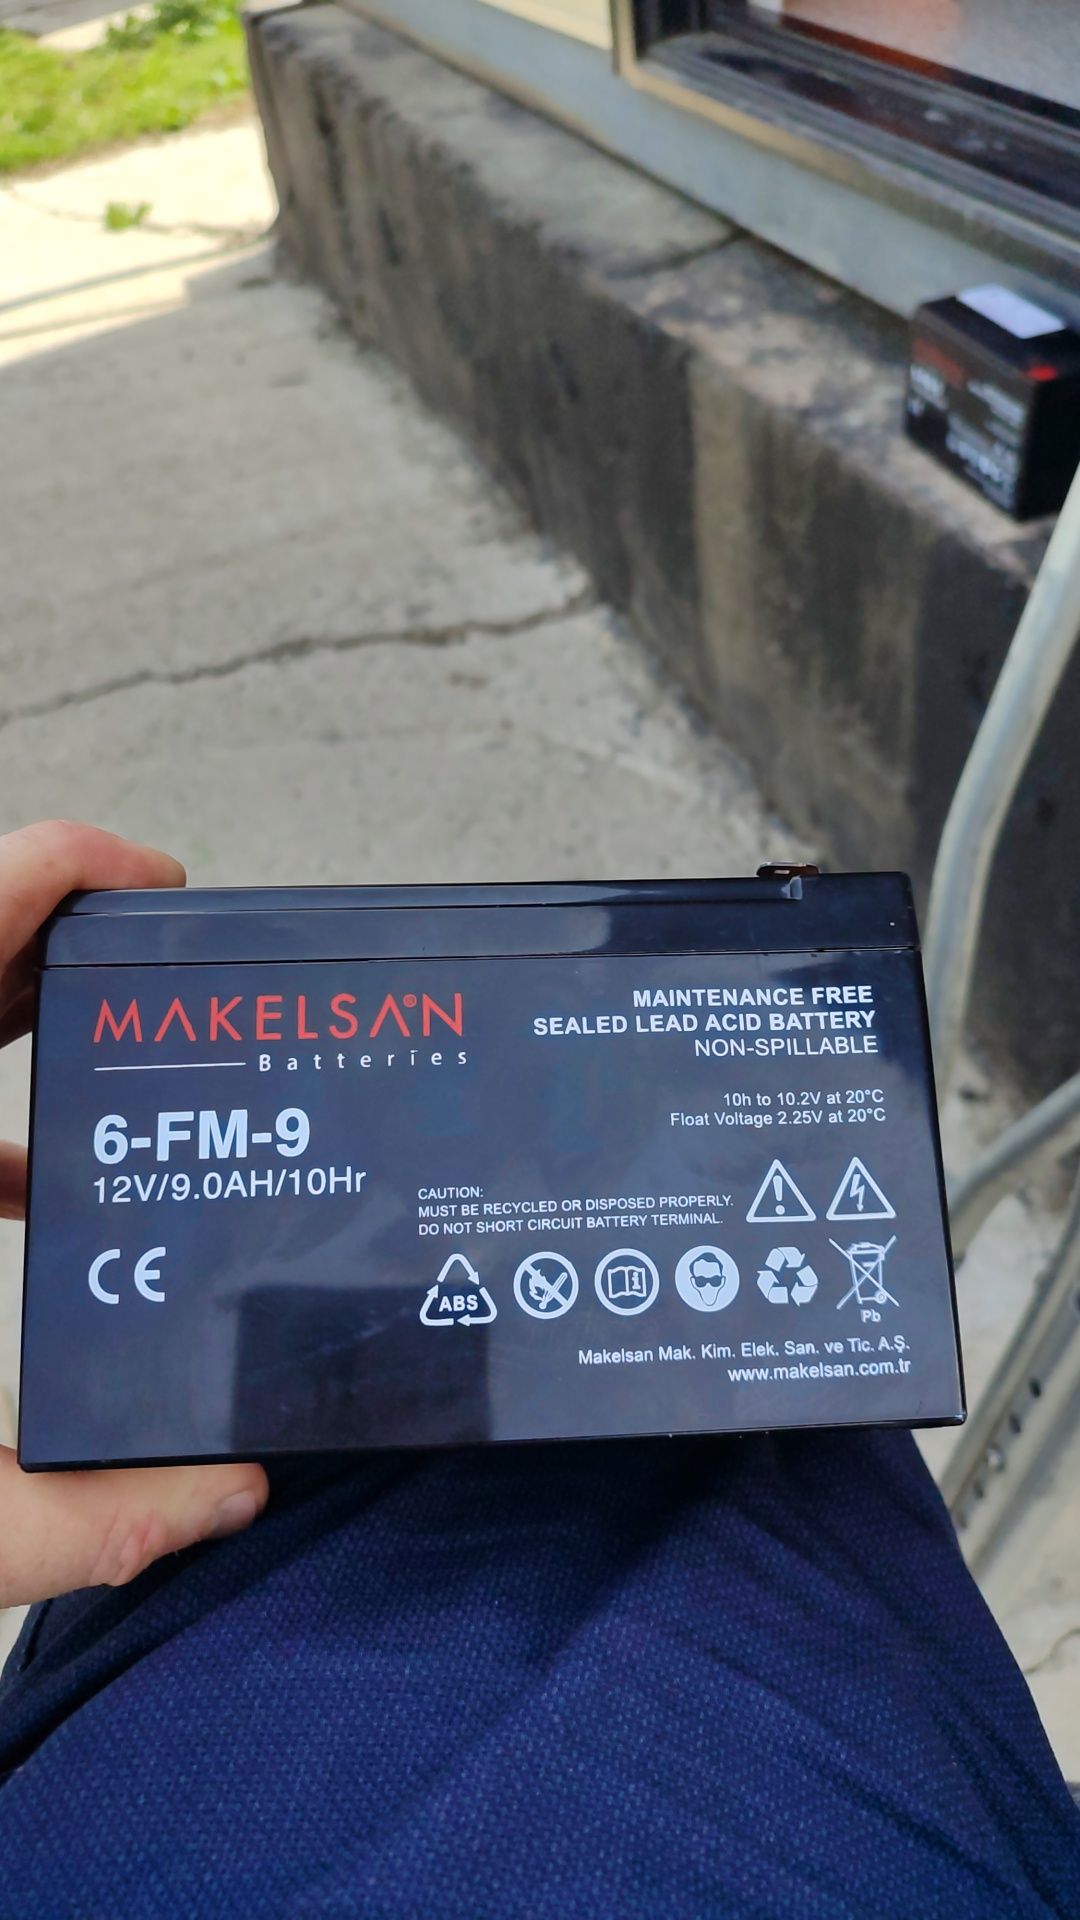 MAKELSAN®
Batteries
MAINTENANCE FREE
SEALED LEAD ACID BATTERY
NON-SPILLABLE
10h to 10.2V at 20°C
Float Voltage 2.25V at 20°C
6-FM-9
12V/9.0AH/10Hr
CAUTION:
MUST BE RECYCLED OR DISPOSED PROPERLY.
DO NOT SHORT CIRCUIT BATTERY TERMINAL.
CE
ABS
Pb
Makelsan Mak. Kim. Elek. San. ve Tic. A.Ş.
www.makelsan.com.tr